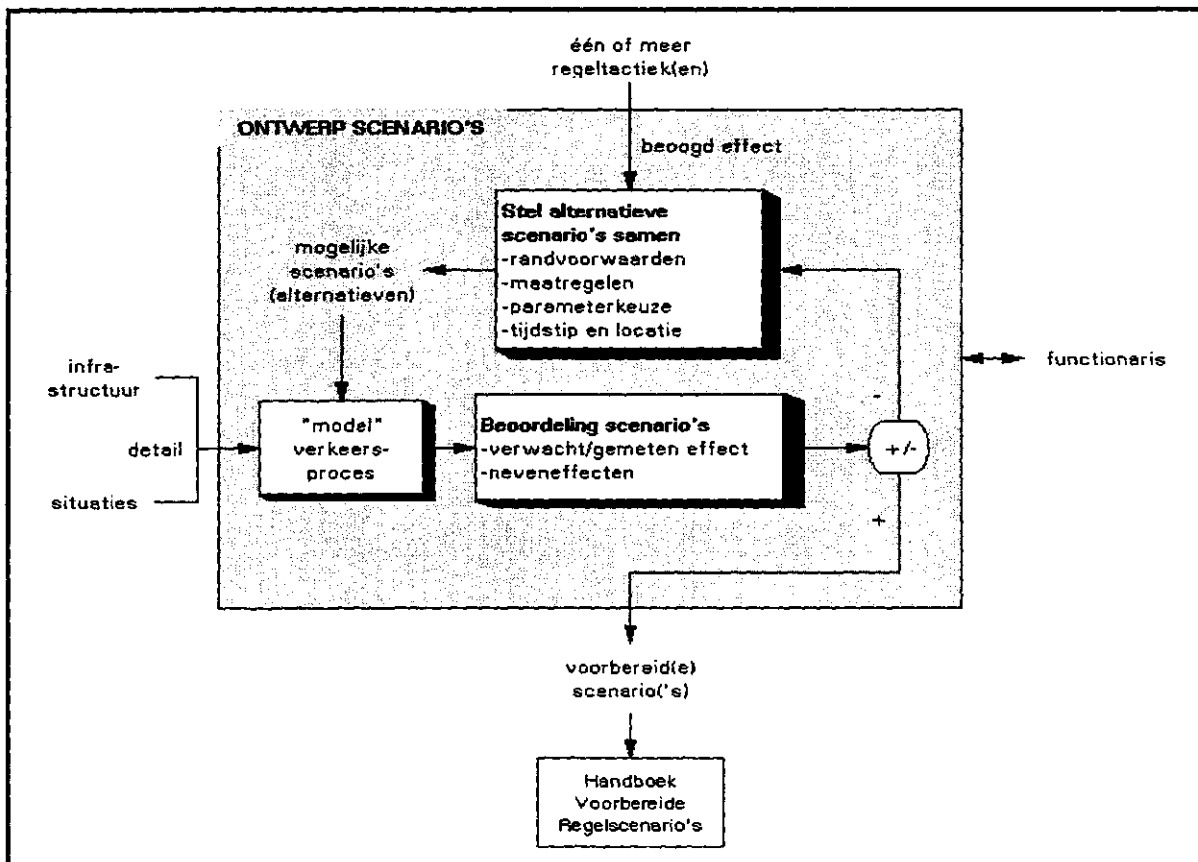 één of meer
regeltactiek(en)
ONTWERP SCENARIO'S
beoogd effect
Stel alternatieve
scenario's samen
-randvoorwaarden
-maatregelen
-parameterkeuze
-tijdstip en locatie
mogelijke
scenario's
(alternatieven)
infra-
structuur
detail
situaties
"model"
verkeers-
proces
Beoordeling scenario's
-verwacht/gemeten effect
-neveneffecten
-
+/-
+
functionaris
voorbereid(e)
scenario('s)
Handboek
Voorbereide
Regelscenario's